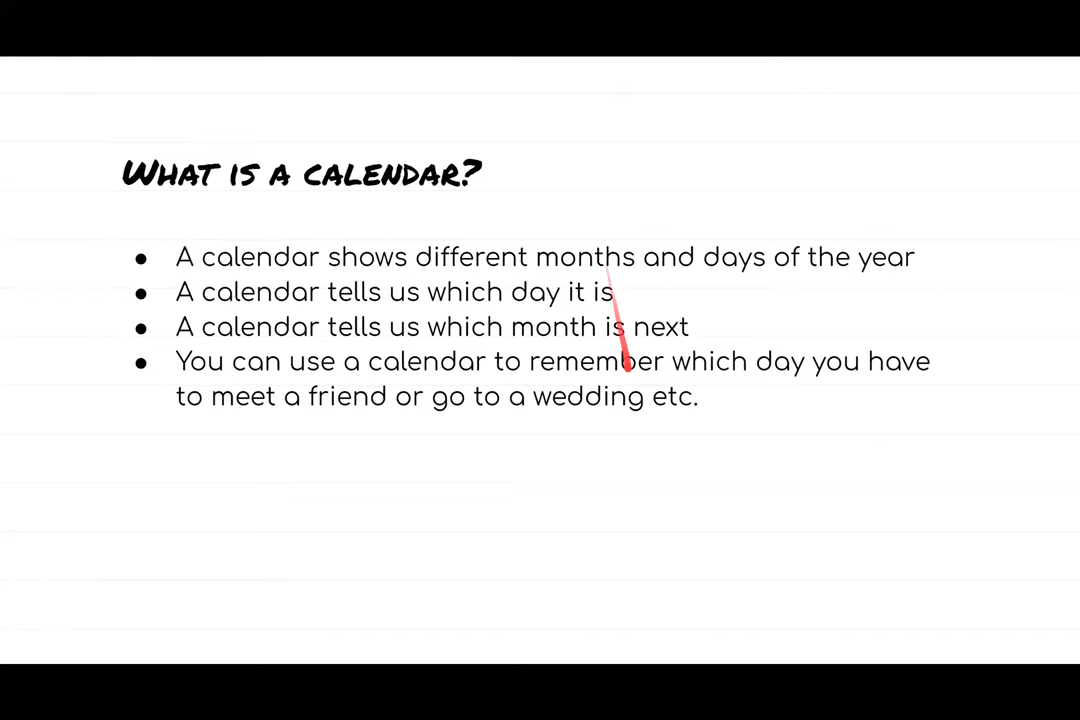 What is a calendar?
● A calendar shows different months and days of the year
● A calendar tells us which day it is
● A calendar tells us which month is next
● You can use a calendar to remember which day you have
to meet a friend or go to a wedding etc.